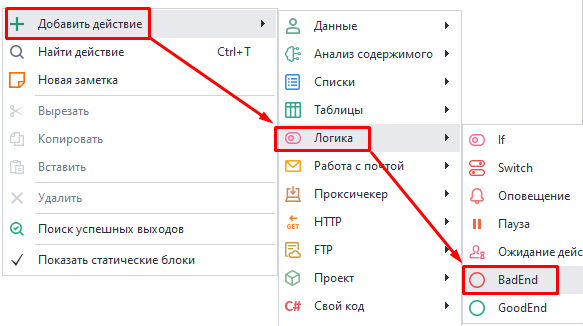 Добавить действие
Найти действие Ctrl+T
Новая заметка
Вырезать
Копировать
Вставить
Удалить
Поиск успешных выходов
Показать статические блоки
Данные
Анализ содержимого
Списки
Таблицы
Логика
Работа с почтой
Проксичекер
GET
HTTP
FTP
Проект
C# Свой код
If
Switch
Оповещение
Пауза
Ожидание дейс
BadEnd
GoodEnd